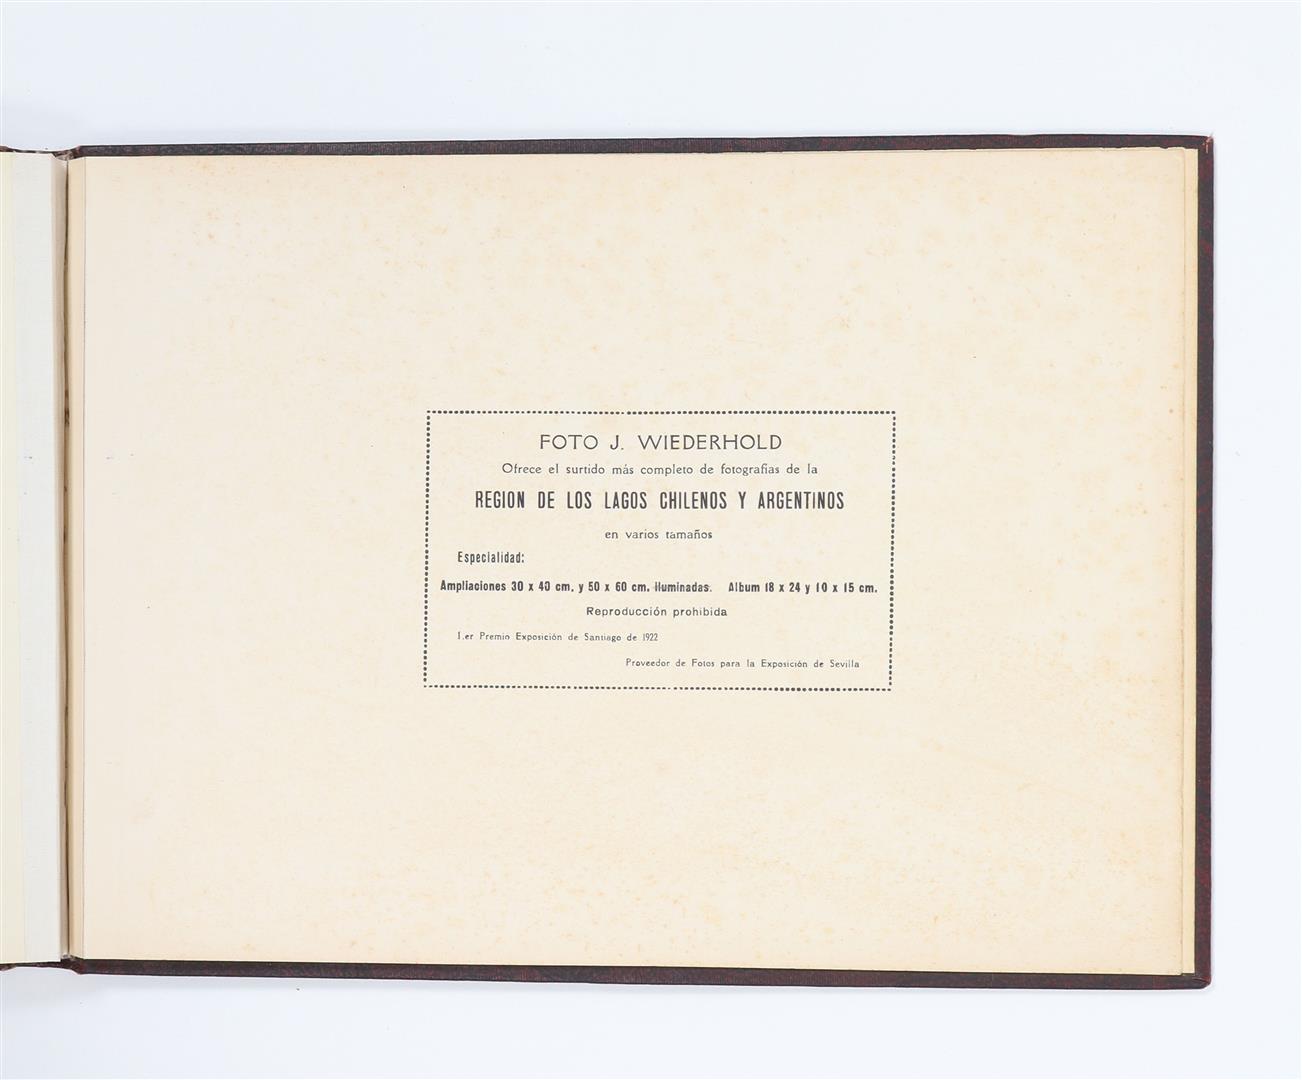 FOTO J. WIEDERHOLD
Ofrece el surtido más completo de fotografías de la
REGION DE LOS LAGOS CHILENOS Y ARGENTINOS
en varios tamaños
Especialidad:
Ampliaciones 30 x 40 cm. y 50 x 60 cm. Iluminadas. Album 18 x 24 y 10 x 15 cm.
Reproducción prohibida
1.er Premio Exposición de Santiago de 1922
Proveedor de Fotos para la Exposición de Sevilla